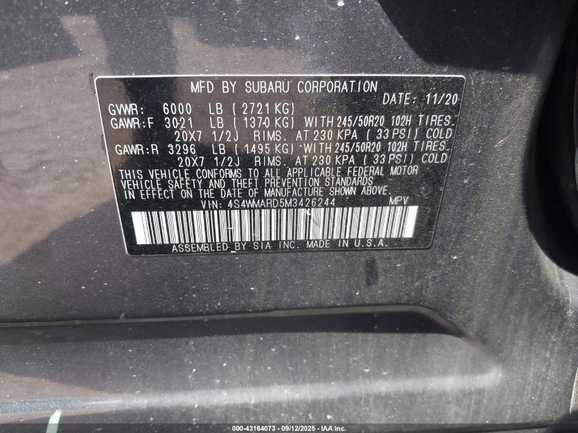 MFD BY SUBARU CORPORATION
GVWR: 6000 LB (2721 KG) DATE: 11/20
GAWR:F 3021 LB (1370 KG) WITH 245/50R20 102H TIRES,
20X7 1/2J RIMS, AT 230 KPA (33 PSI) COLD
GAWR:R 3296 LB (1495 KG) WITH 245/50R20 102H TIRES,
20X7 1/2J RIMS, AT 230 KPA (33 PSI) COLD
THIS VEHICLE CONFORMS TO ALL APPLICABLE FEDERAL MOTOR
VEHICLE SAFETY AND THEFT PREVENTION STANDARDS
IN EFFECT ON THE DATE OF MANUFACTURE SHOWN ABOVE.
VIN: 4S4WMARD5M3426244 MPV
ASSEMBLED BY SIA INC. MADE IN U.S.A.
000-43164073 - 09/12/2025 - IAAI.com